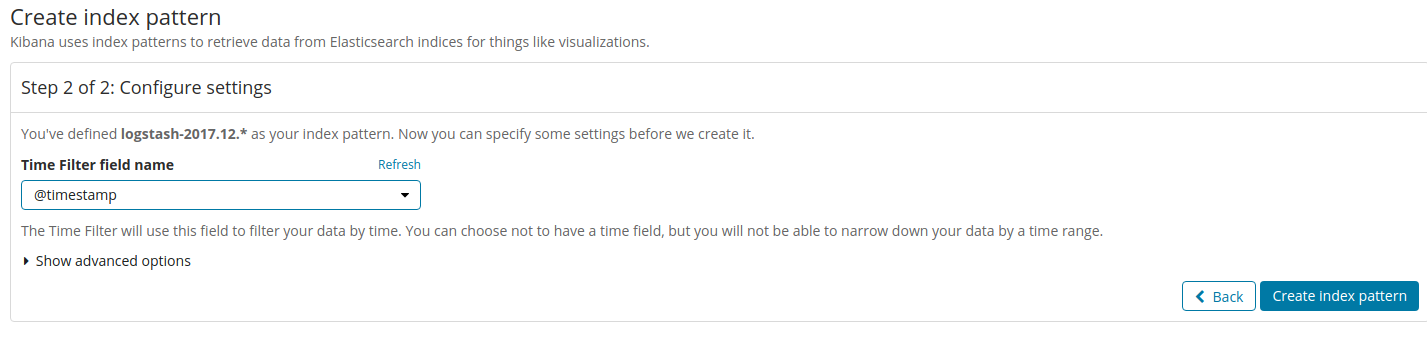 Create index pattern
Kibana uses index patterns to retrieve data from Elasticsearch indices for things like visualizations.
Step 2 of 2: Configure settings
You've defined logstash-2017.12.* as your index pattern. Now you can specify some settings before we create it.
Time Filter field name Refresh
@timestamp
The Time Filter will use this field to filter your data by time. You can choose not to have a time field, but you will not be able to narrow down your data by a time range.
Show advanced options
Back Create index pattern